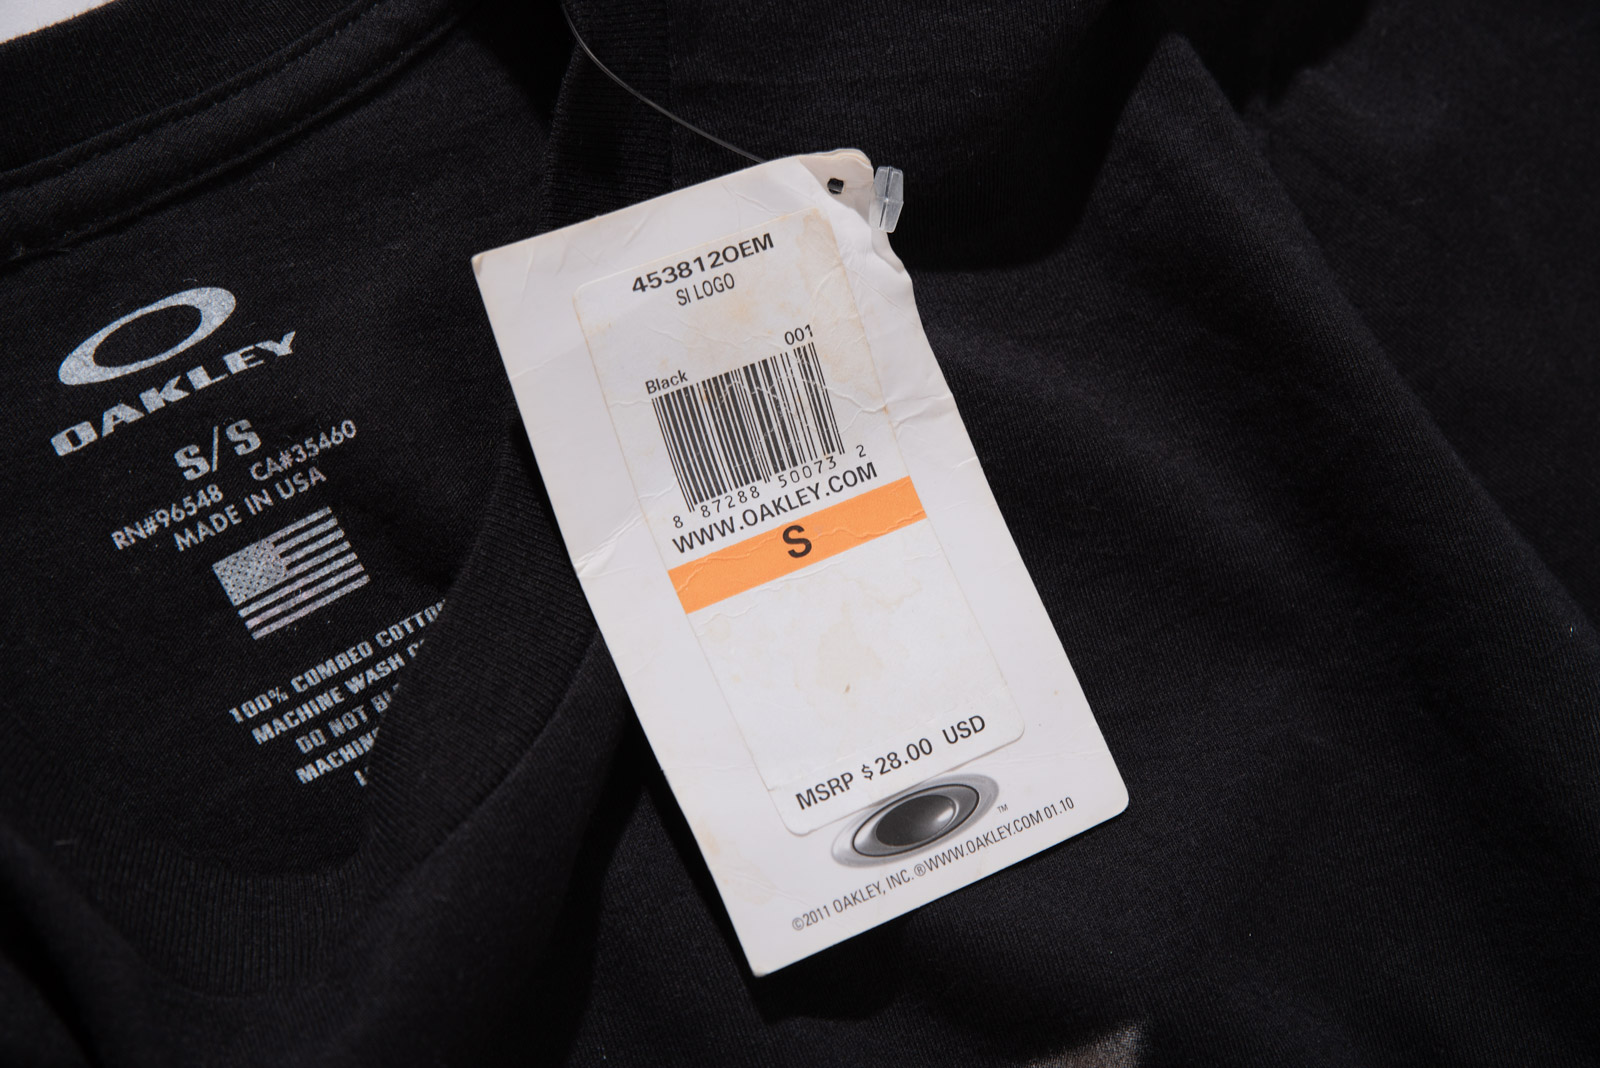 OAKLEY
S/S
RN#96548 CA#35460
MADE IN USA
100% COMBED COTTON
MACHINE WASH
DO NOT
MACHINE
453812OEM
SI LOGO
001
Black
8 87288 50073 2
WWW.OAKLEY.COM
S
MSRP $28.00 USD
TM
©2011 OAKLEY, INC. ®WWW.OAKLEY.COM 01.10